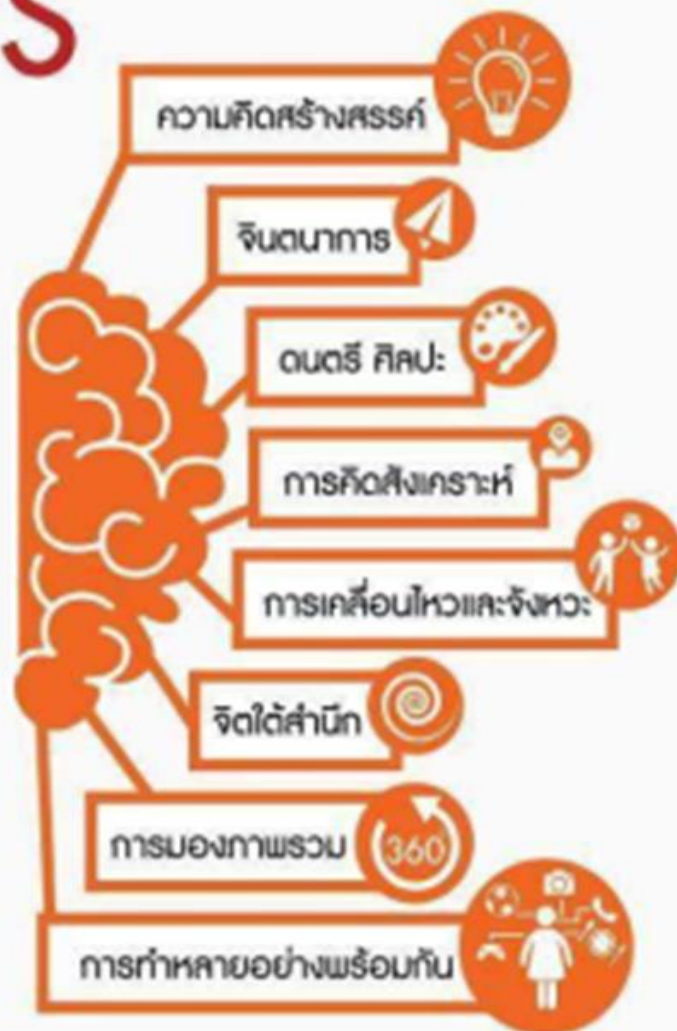 S
ความคิดสร้างสรรค์
จินตนาการ
ดนตรี ศิลปะ
การคิดสังเคราะห์
การเคลื่อนไหวและจังหวะ
จิตใต้สำนึก
การมองภาพรวม
360
การทำหลายอย่างพร้อมกัน